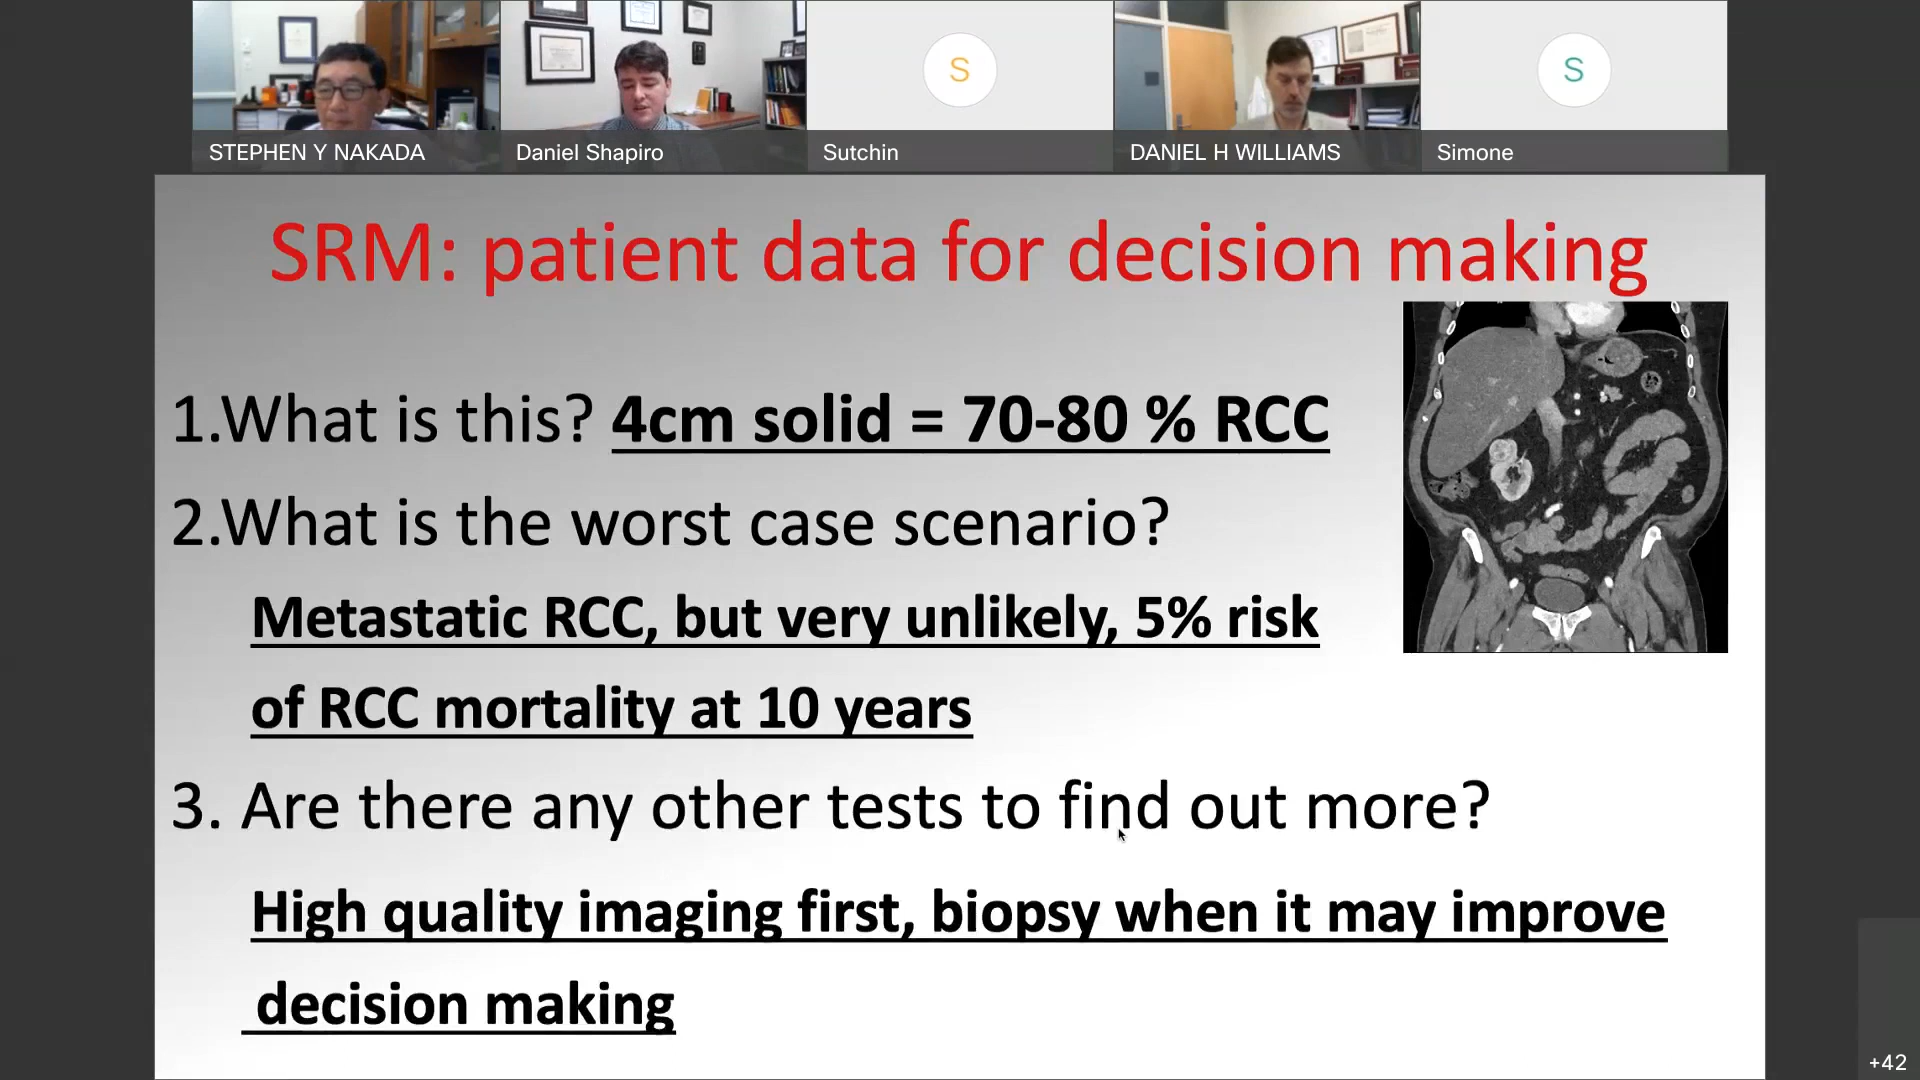 S
S
STEPHEN Y NAKADA
Daniel Shapiro
Sutchin
DANIEL H WILLIAMS
Simone
SRM: patient data for decision making
1.What is this? 4cm solid = 70-80 % RCC
2.What is the worst case scenario?
Metastatic RCC, but very unlikely, 5% risk
of RCC mortality at 10 years
3. Are there any other tests to find out more?
High quality imaging first, biopsy when it may improve
decision making
+42